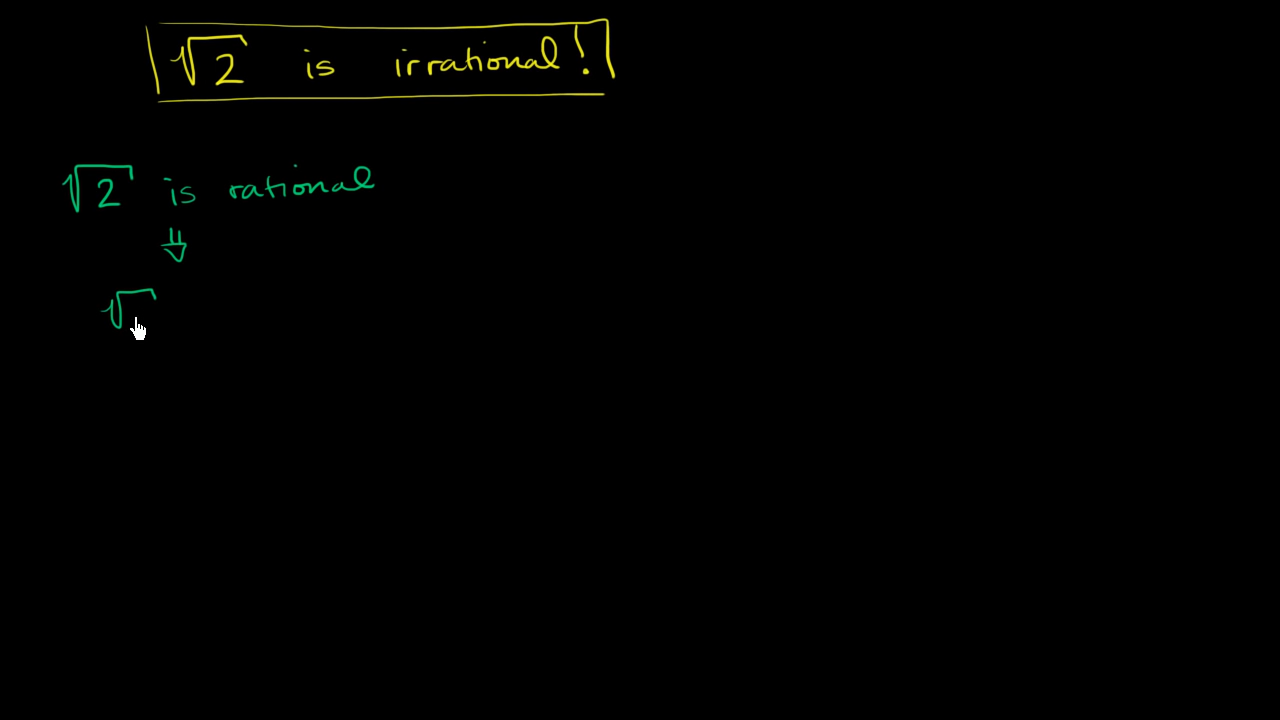 √2 is irrational!
√2 is rational
⇓
√